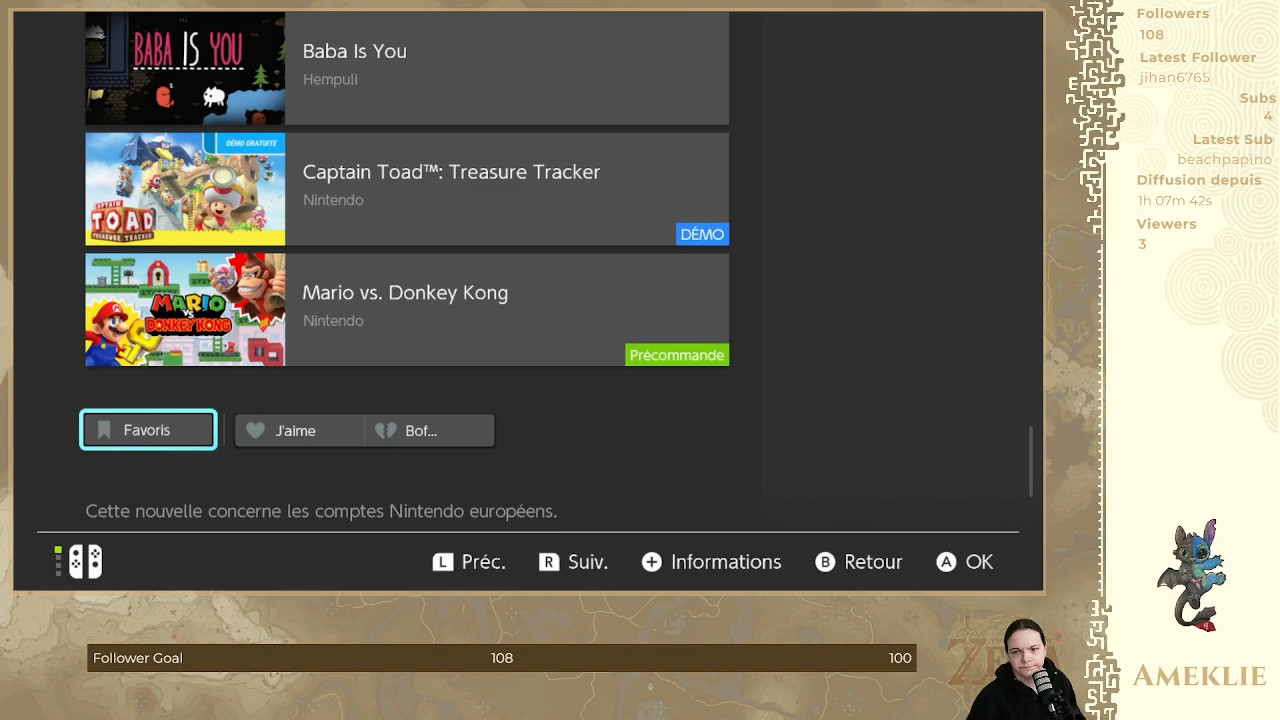 BABA IS YOU
Baba Is You
Hempuli
DÉMO GRATUITE
CAPTAIN
TOAD
TREASURE TRACKER
Captain Toad™: Treasure Tracker
Nintendo
DÉMO
MARIO
VS.
DONKEY KONG
Mario vs. Donkey Kong
Nintendo
Précommande
Favoris
J'aime
Bof...
Cette nouvelle concerne les comptes Nintendo européens.
L Préc.
R Suiv.
+ Informations
B Retour
A OK
Follower Goal 108 100
Followers
108
Latest Follower
jihan6765
Subs
4
Latest Sub
beachpapino
Diffusion depuis
1h 07m 42s
Viewers
3
AMEKLIE